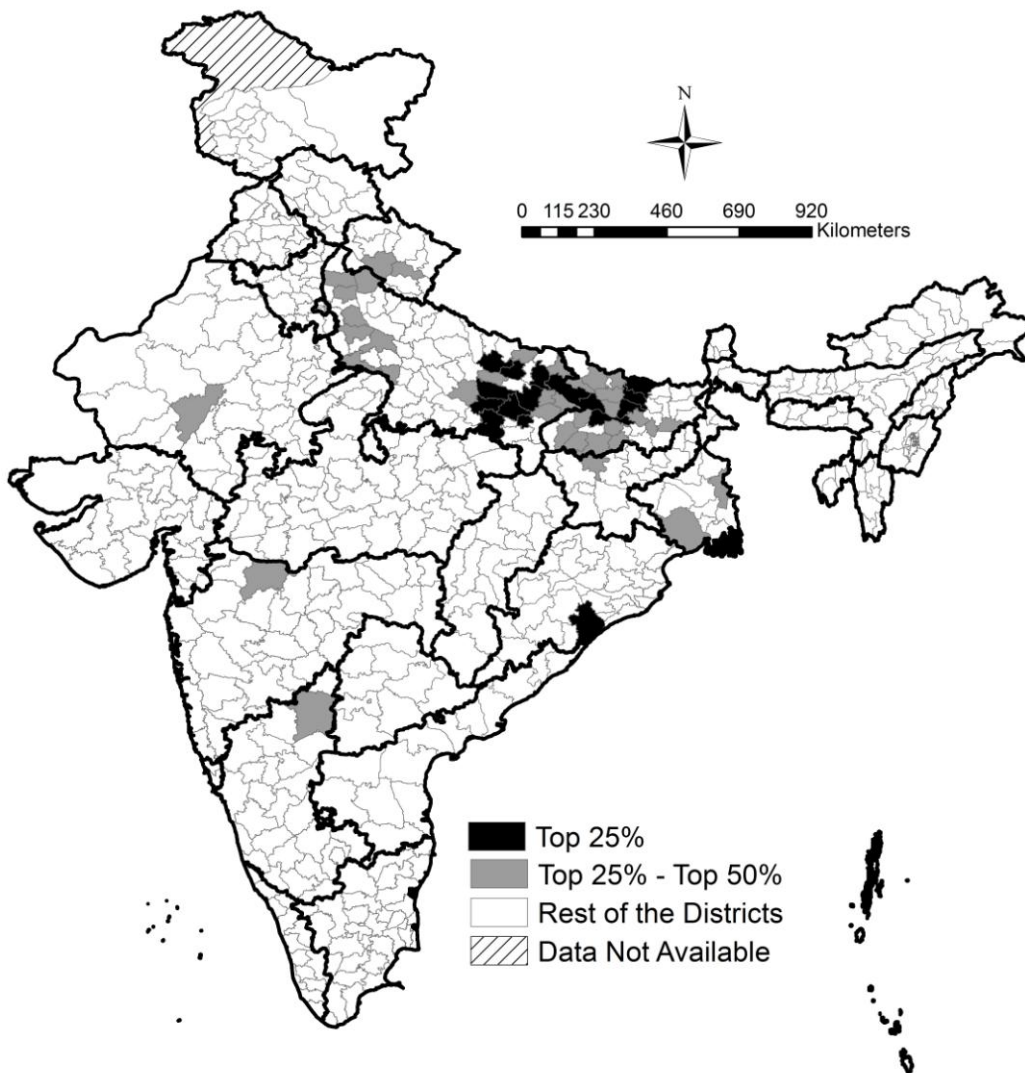 N
0 115 230 460 690 920
Kilometers
Top 25%
Top 25% - Top 50%
Rest of the Districts
Data Not Available